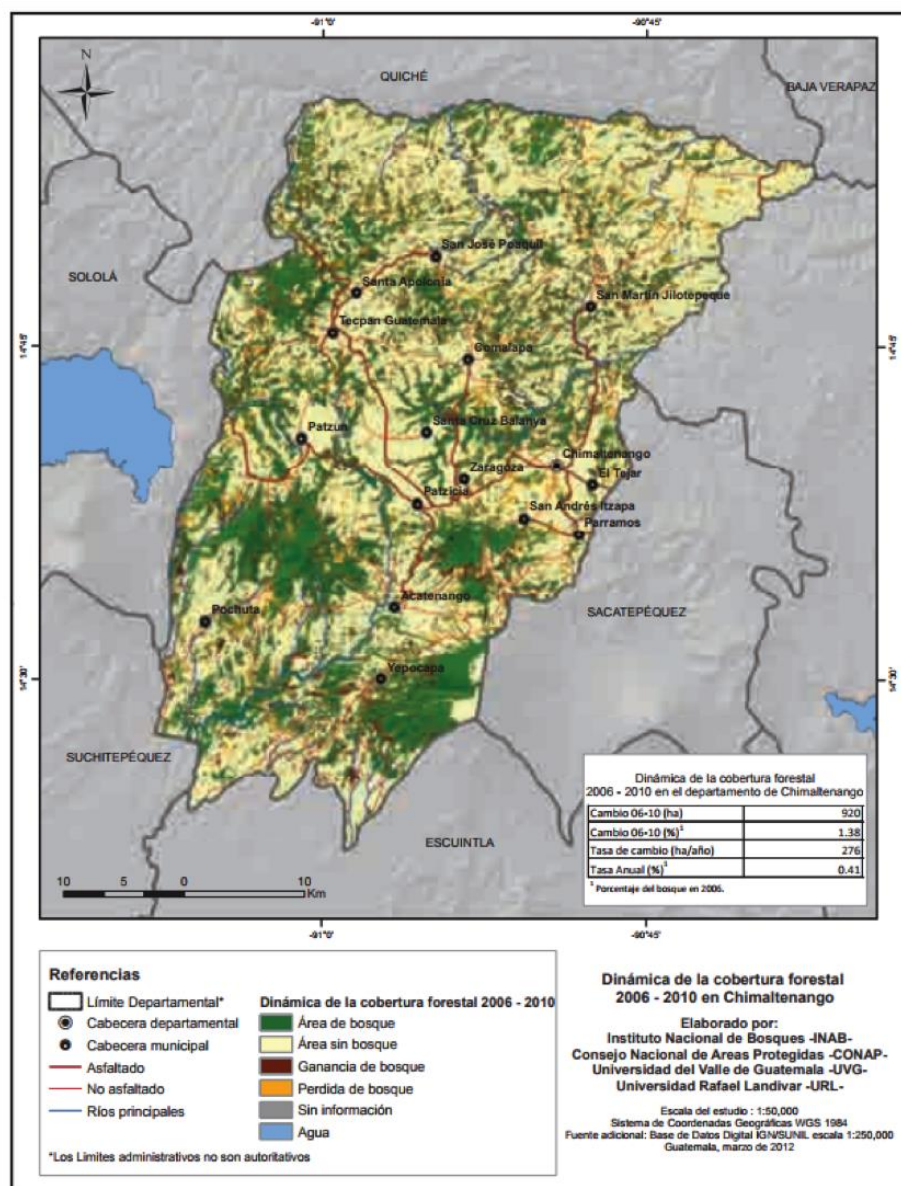 -91°0'
-90°45'
N
QUICHÉ
BAJA VERAPAZ
SOLOLÁ
San José Poaquil
Santa Apolonia
San Martín Jilotepeque
Tecpán Guatemala
14°45'
14°45'
Comalapa
Patzun
Santa Cruz Balanya
Chimaltenango
Zaragoza
El Tejar
Patzicia
San Andrés Itzapa
Parramos
Acatenango
Pochuta
SACATEPÉQUEZ
14°30'
14°30'
Yepocapa
SUCHITEPÉQUEZ
ESCUINTLA
Dinámica de la cobertura forestal
2006 - 2010 en el departamento de Chimaltenango
Cambio 06-10 (ha) 920
Cambio 06-10 (%)¹ 1.38
Tasa de cambio (ha/año) 276
Tasa Anual (%)¹ 0.41
¹ Porcentaje del bosque en 2006.
10 5 0 10
Km
-91°0'
-90°45'
Referencias
Límite Departamental*
Cabecera departamental
Cabecera municipal
Asfaltado
No asfaltado
Ríos principales
*Los Limites administrativos no son autoritativos
Dinámica de la cobertura forestal 2006 - 2010
Área de bosque
Área sin bosque
Ganancia de bosque
Perdida de bosque
Sin información
Agua
Dinámica de la cobertura forestal
2006 - 2010 en Chimaltenango
Elaborado por:
Instituto Nacional de Bosques -INAB-
Consejo Nacional de Areas Protegidas -CONAP-
Universidad del Valle de Guatemala -UVG-
Universidad Rafael Landivar -URL-
Escala del estudio : 1:50,000
Sistema de Coordenadas Geográficas WGS 1984
Fuente adicional: Base de Datos Digital IGN/SUNIL escala 1:250,000
Guatemala, marzo de 2012